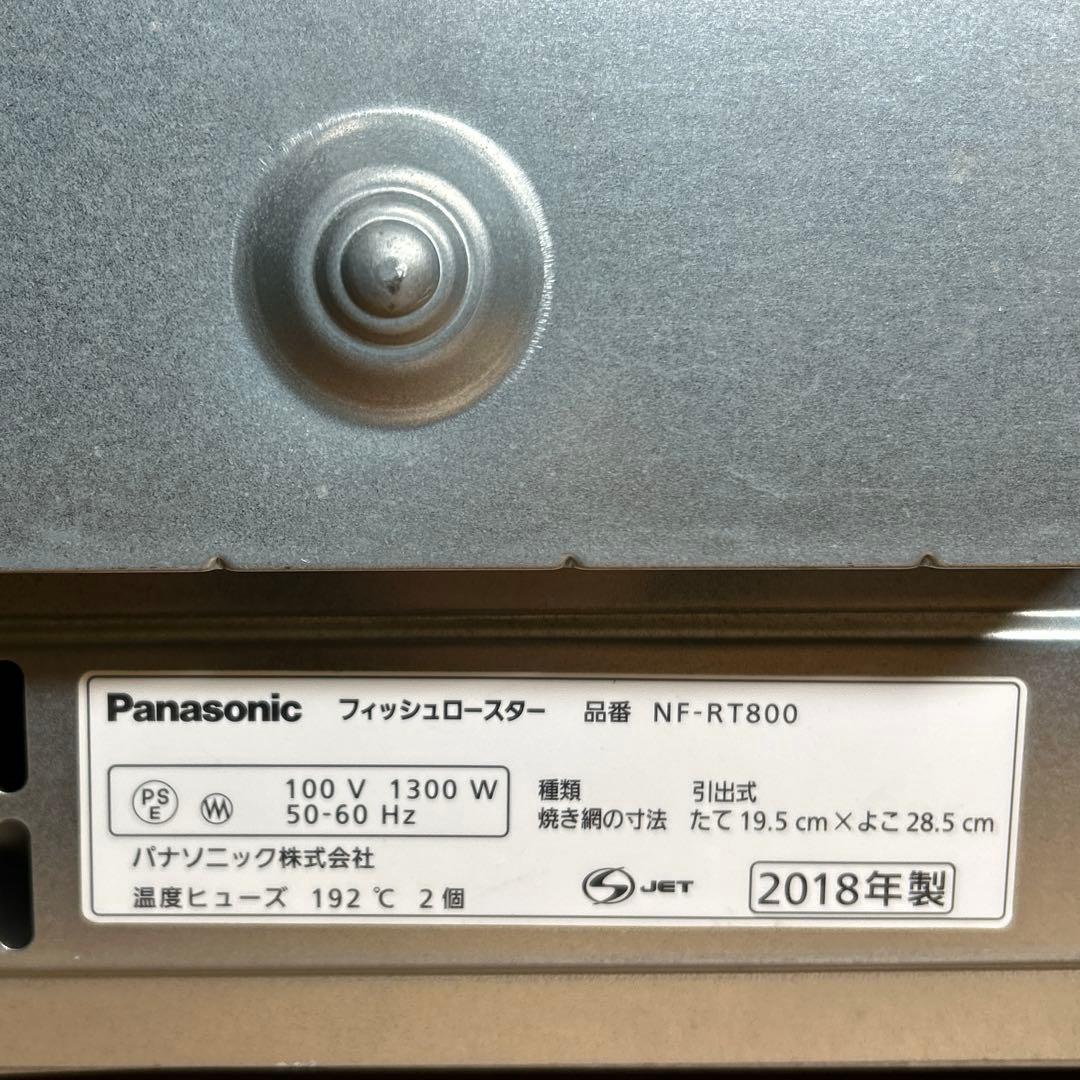 Panasonic フィッシュロースター 品番 NF-RT800
PS E 100 V 1300 W
50-60 Hz
種類 引出式
焼き網の寸法 たて 19.5 cm×よこ 28.5 cm
パナソニック株式会社
温度ヒューズ 192 ℃ 2個
S JET 2018年製